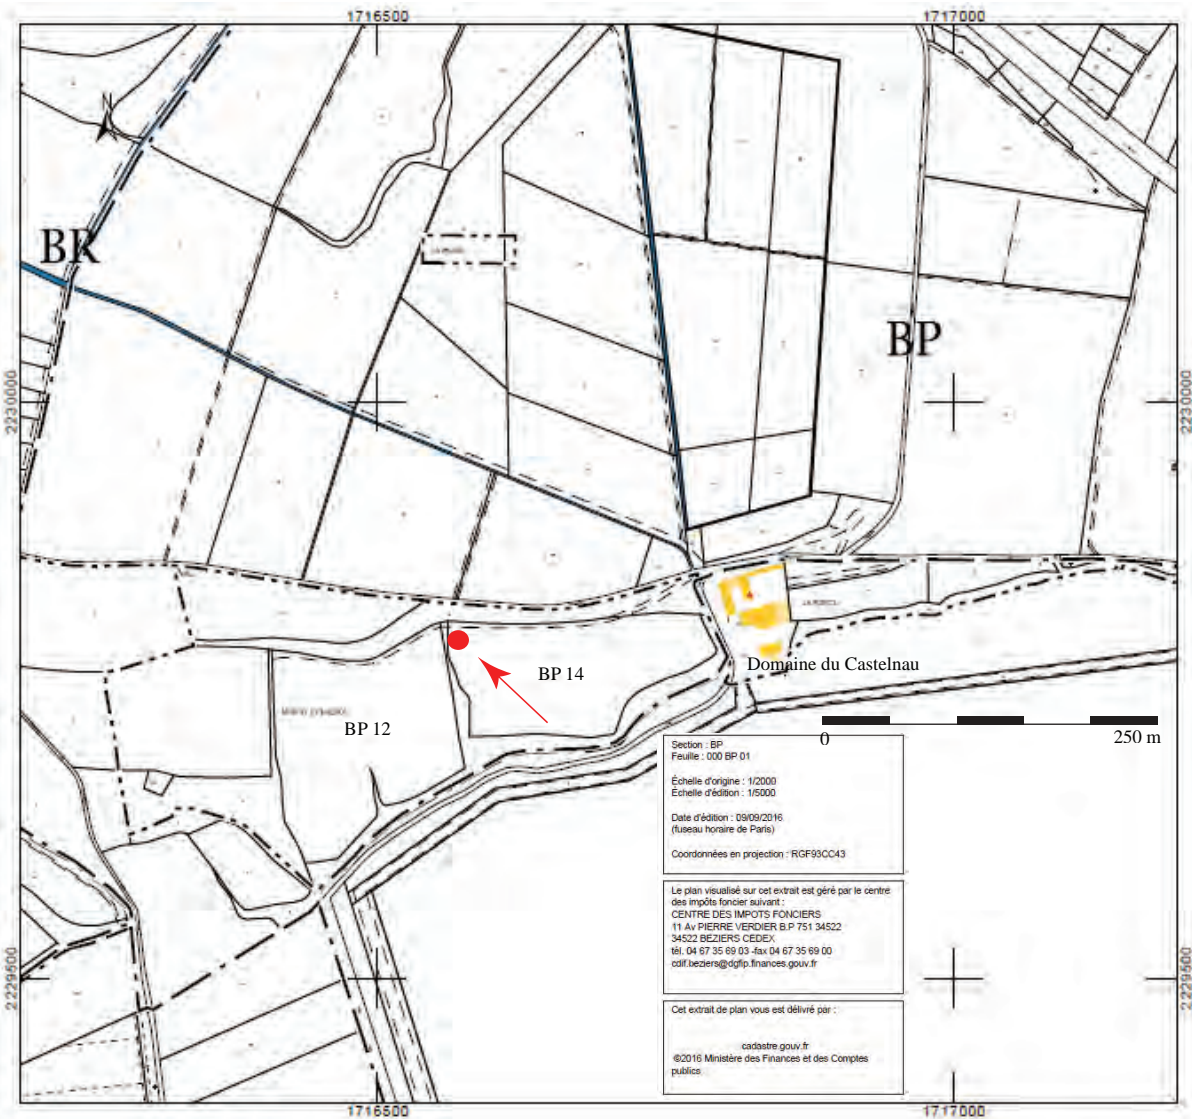 1716500
1717000
N
BR
BP
2230000
2230000
Domaine du Castelnau
BP 14
BP 12
0
250 m
Section : BP
Feuille : 000 BP 01
Échelle d'origine : 1/2000
Échelle d'édition : 1/5000
Date d'édition : 09/09/2016
(fuseau horaire de Paris)
Coordonnées en projection : RGF93CC43
Le plan visualisé sur cet extrait est géré par le centre
des impôts foncier suivant :
CENTRE DES IMPOTS FONCIERS
11 Av PIERRE VERDIER B.P 751 34522
34522 BEZIERS CEDEX
tél. 04 67 35 69 03 -fax 04 67 35 69 00
cdif.beziers@dgfip.finances.gouv.fr
2229500
2229500
Cet extrait de plan vous est délivré par :
cadastre.gouv.fr
©2016 Ministère des Finances et des Comptes
publics
1716500
1717000